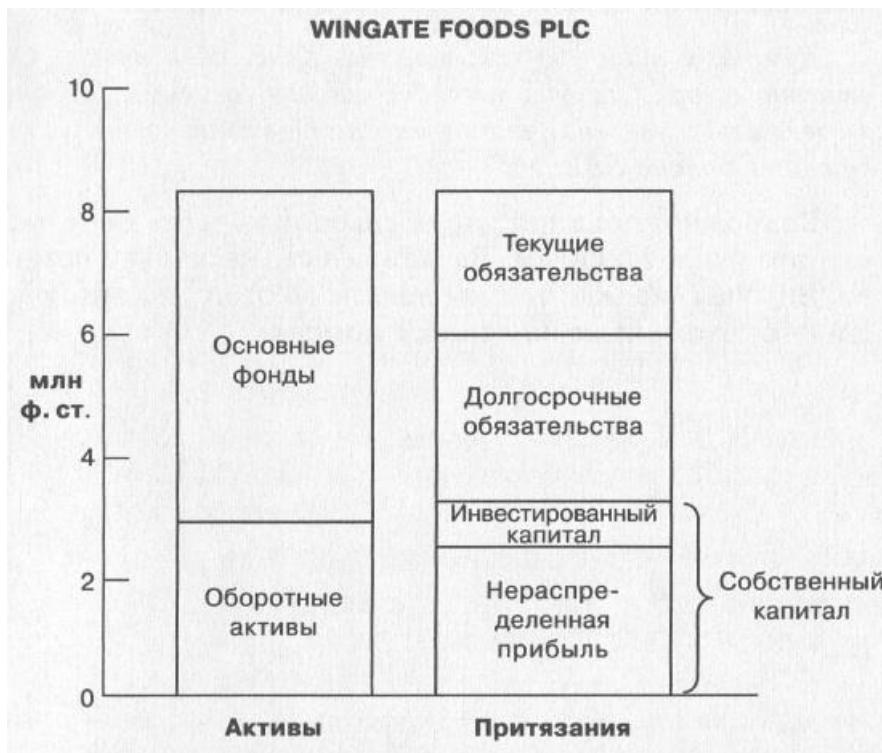 WINGATE FOODS PLC
10
8
6
млн
ф. ст.
4
2
0
Основные
фонды
Оборотные
активы
Текущие
обязательства
Долгосрочные
обязательства
Инвестированный
капитал
Нераспре-
деленная
прибыль
Собственный
капитал
Активы
Притязания